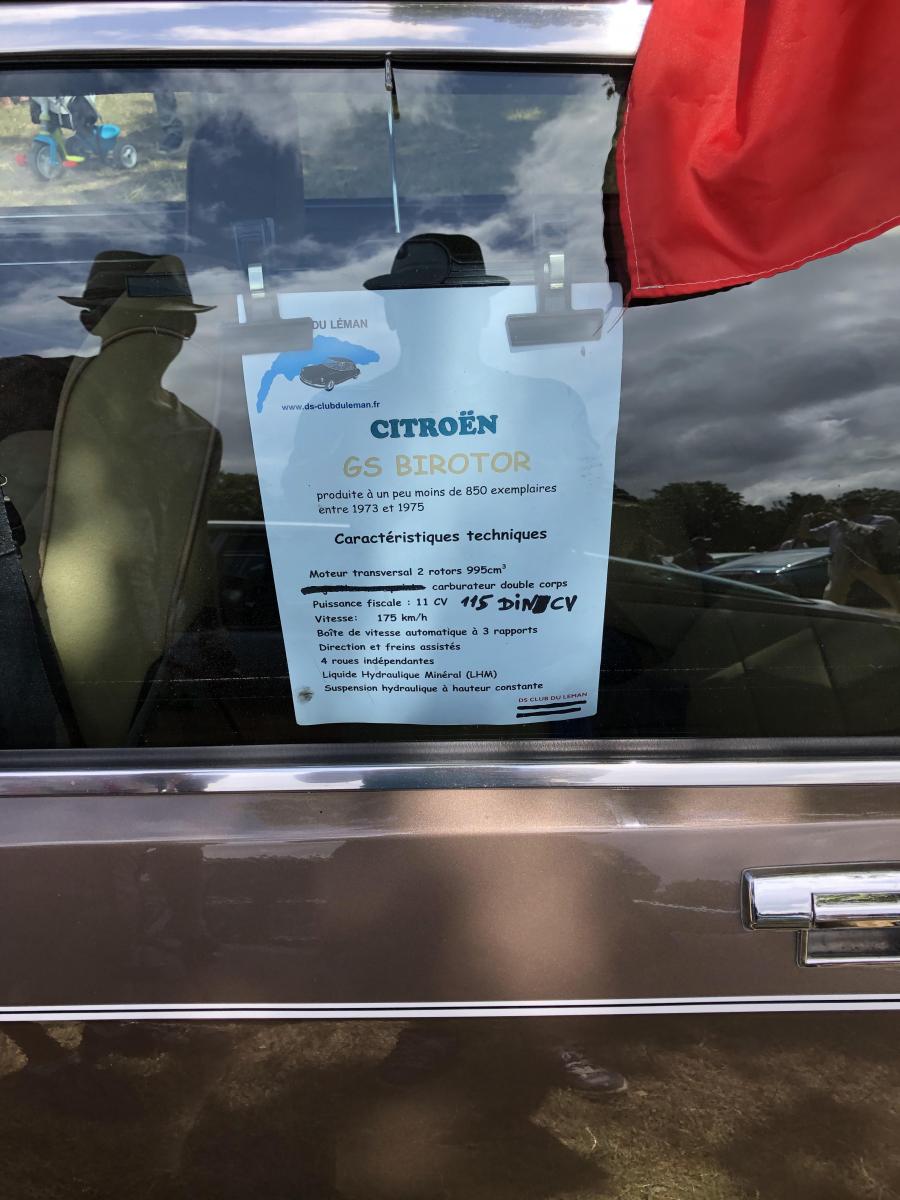 DU LÉMAN
www.ds-clubduleman.fr
CITROËN
GS BIROTOR
produite à un peu moins de 850 exemplaires
entre 1973 et 1975
Caractéristiques techniques
Moteur transversal 2 rotors 995cm³
carburateur double corps
Puissance fiscale : 11 CV 115 DIN CV
Vitesse: 175 km/h
Boîte de vitesse automatique à 3 rapports
Direction et freins assistés
4 roues indépendantes
Liquide Hydraulique Minéral (LHM)
Suspension hydraulique à hauteur constante
DS CLUB DU LEMAN